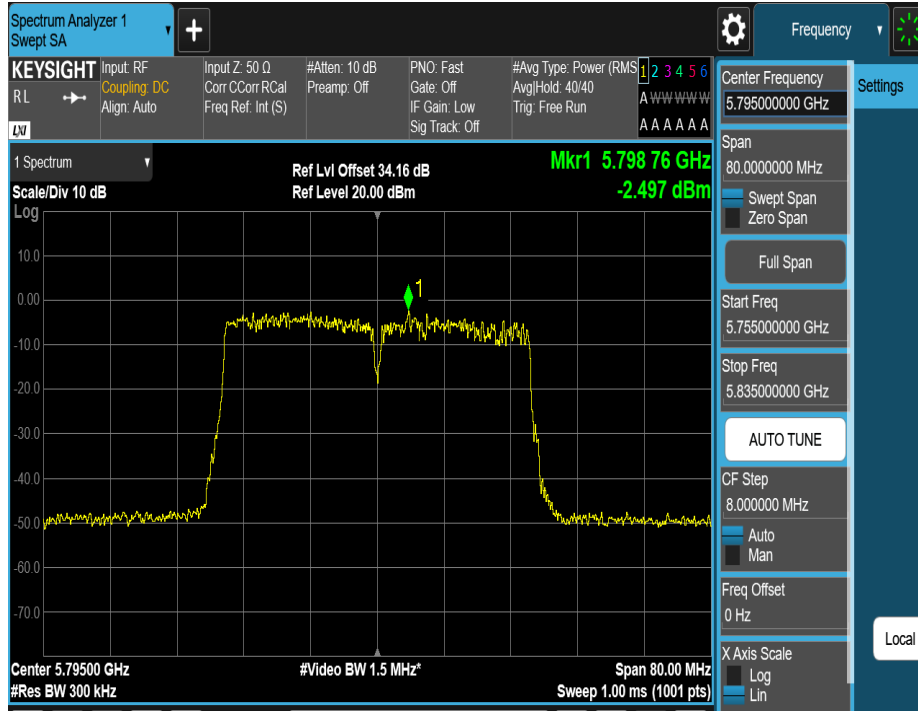 Spectrum Analyzer 1
Swept SA
Frequency
KEYSIGHT
RL
LXI
Input: RF
Coupling: DC
Align: Auto
Input Z: 50 Ω
Corr CCorr RCal
Freq Ref: Int (S)
#Atten: 10 dB
Preamp: Off
PNO: Fast
Gate: Off
IF Gain: Low
Sig Track: Off
#Avg Type: Power (RMS
Avg|Hold: 40/40
Trig: Free Run
1 2 3 4 5 6
A W W W W W
A A A A A A
1 Spectrum
Scale/Div 10 dB
Log
Ref Lvl Offset 34.16 dB
Ref Level 20.00 dBm
Mkr1 5.798 76 GHz
-2.497 dBm
10.0
0.00
-10.0
-20.0
-30.0
-40.0
-50.0
-60.0
-70.0
1
Center 5.79500 GHz
#Video BW 1.5 MHz*
Span 80.00 MHz
#Res BW 300 kHz
Sweep 1.00 ms (1001 pts)
Center Frequency
5.795000000 GHz
Settings
Span
80.0000000 MHz
Swept Span
Zero Span
Full Span
Start Freq
5.755000000 GHz
Stop Freq
5.835000000 GHz
AUTO TUNE
CF Step
8.000000 MHz
Auto
Man
Freq Offset
0 Hz
Local
X Axis Scale
Log
Lin